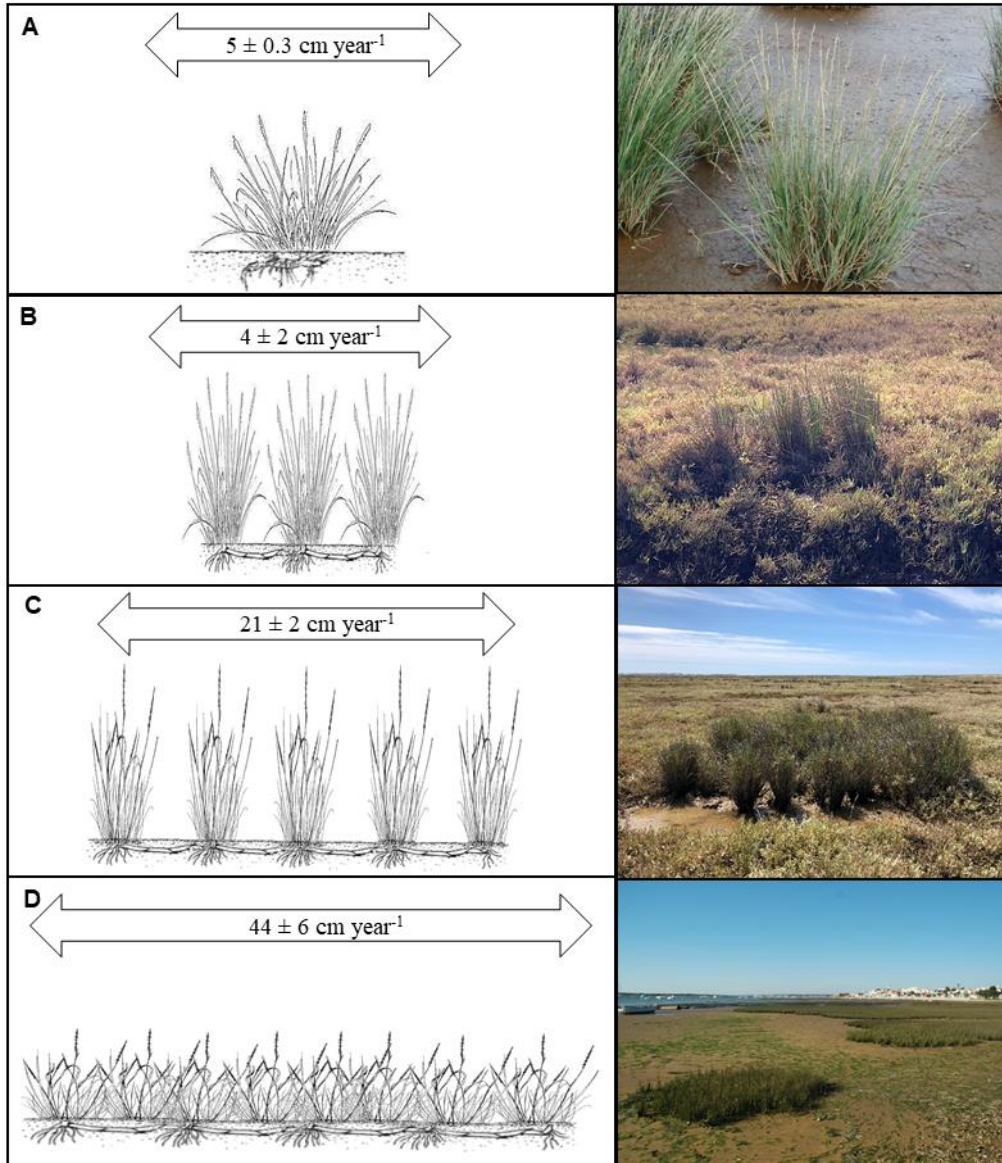 A
5 ± 0.3 cm year⁻¹
B
4 ± 2 cm year⁻¹
C
21 ± 2 cm year⁻¹
D
44 ± 6 cm year⁻¹